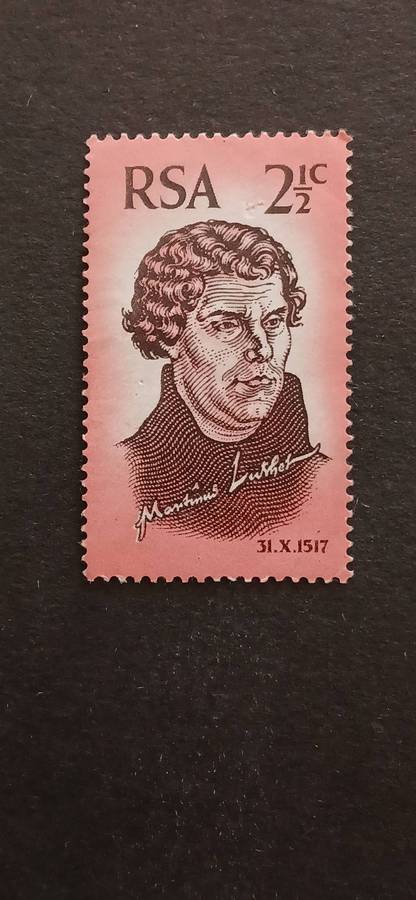 RSA 2½c
Martinus Luther
31.X.1517